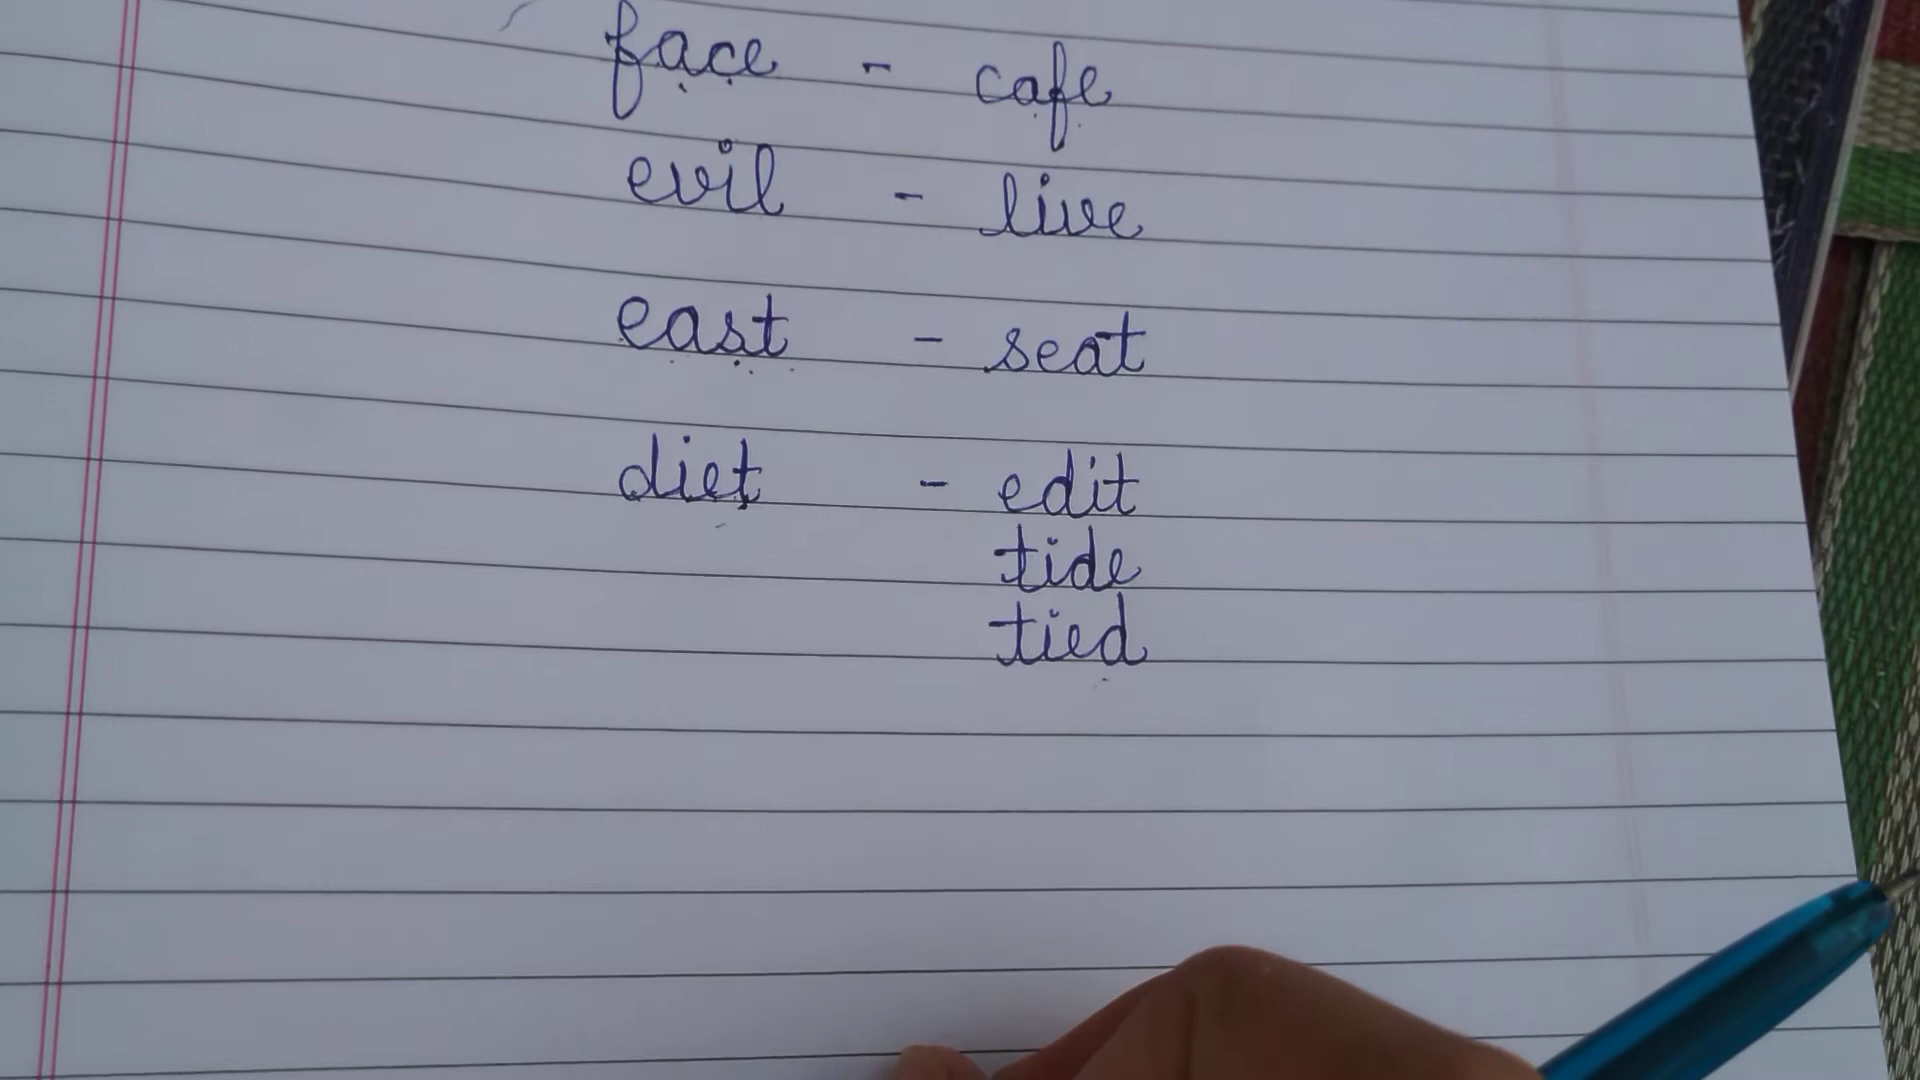 face - cafe
evil - live
east - seat
diet - edit
tide
tied